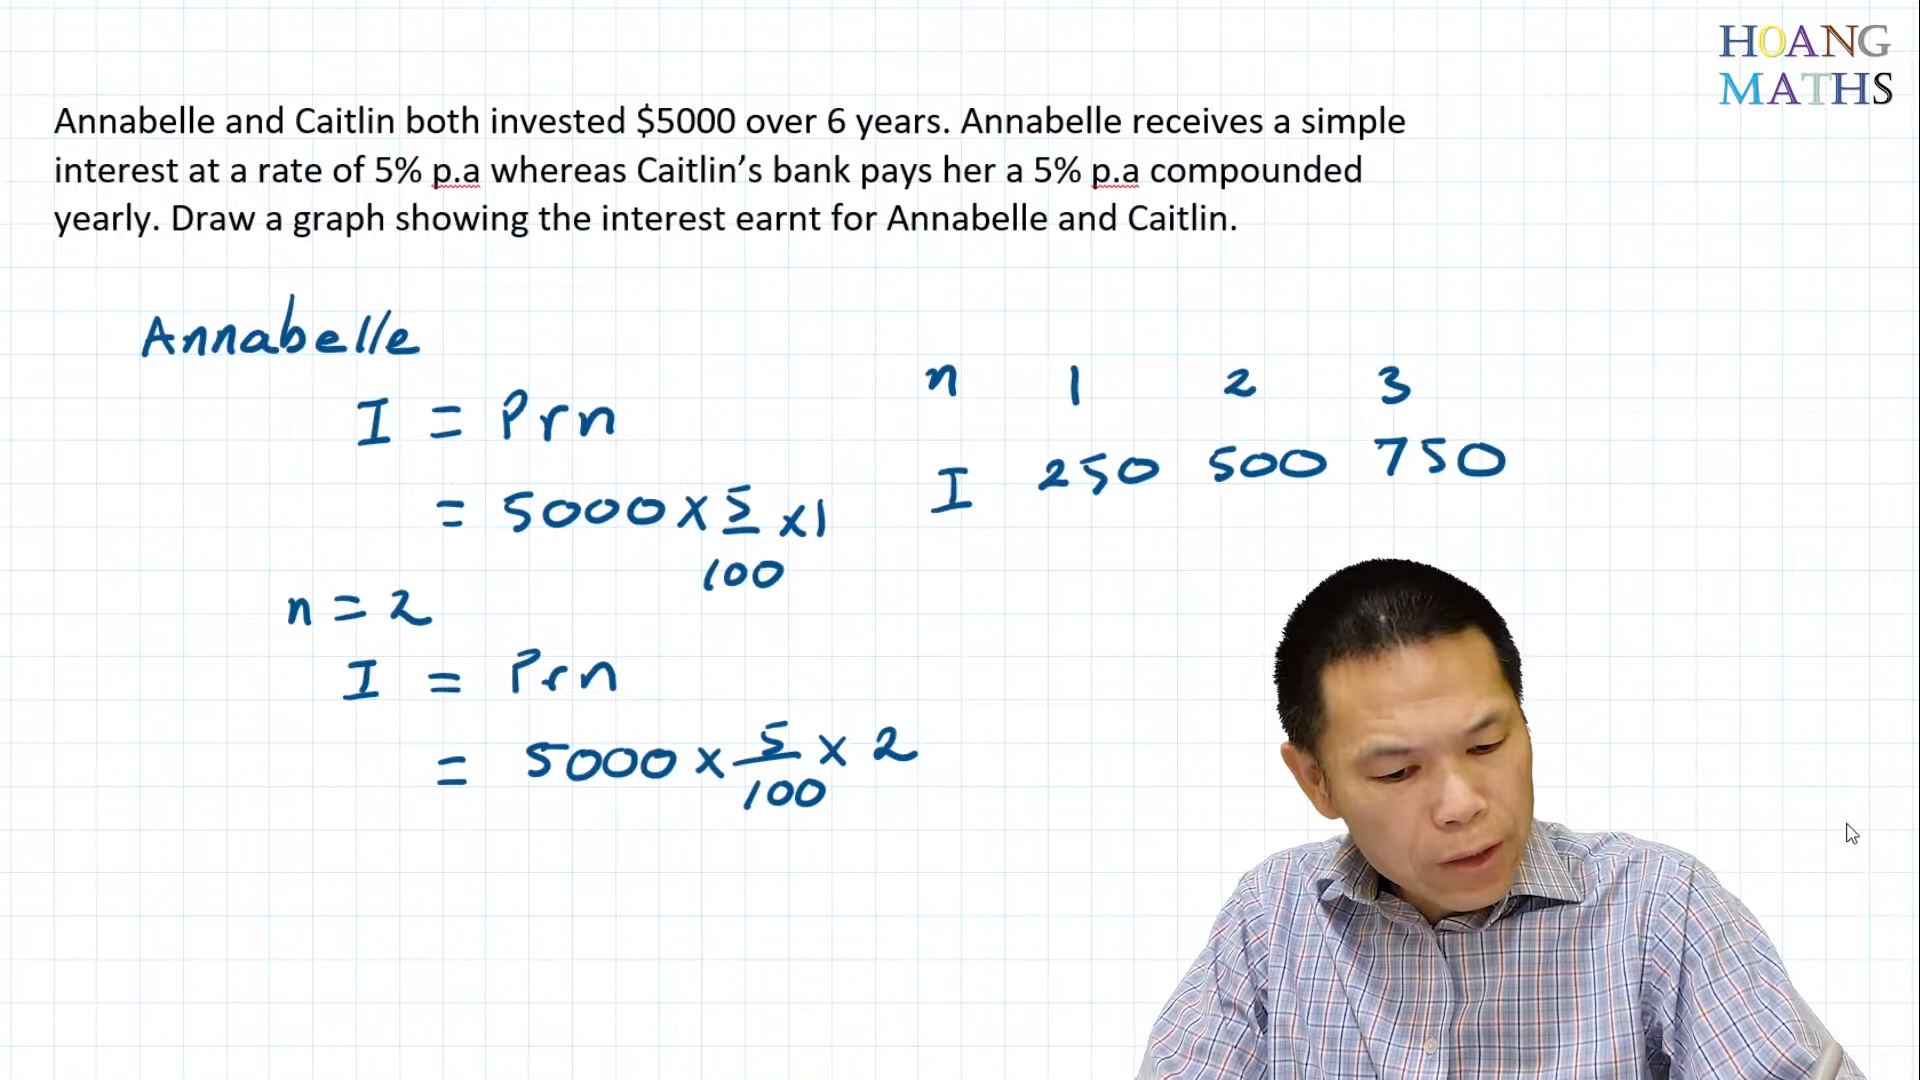 HOANG
MATHS
Annabelle and Caitlin both invested $5000 over 6 years. Annabelle receives a simple
interest at a rate of 5% p.a whereas Caitlin's bank pays her a 5% p.a compounded
yearly. Draw a graph showing the interest earnt for Annabelle and Caitlin.
Annabelle
I = Prn
= 5000 × 5/100 × 1
n = 2
I = Prn
= 5000 × 5/100 × 2
n 1 2 3
I 250 500 750